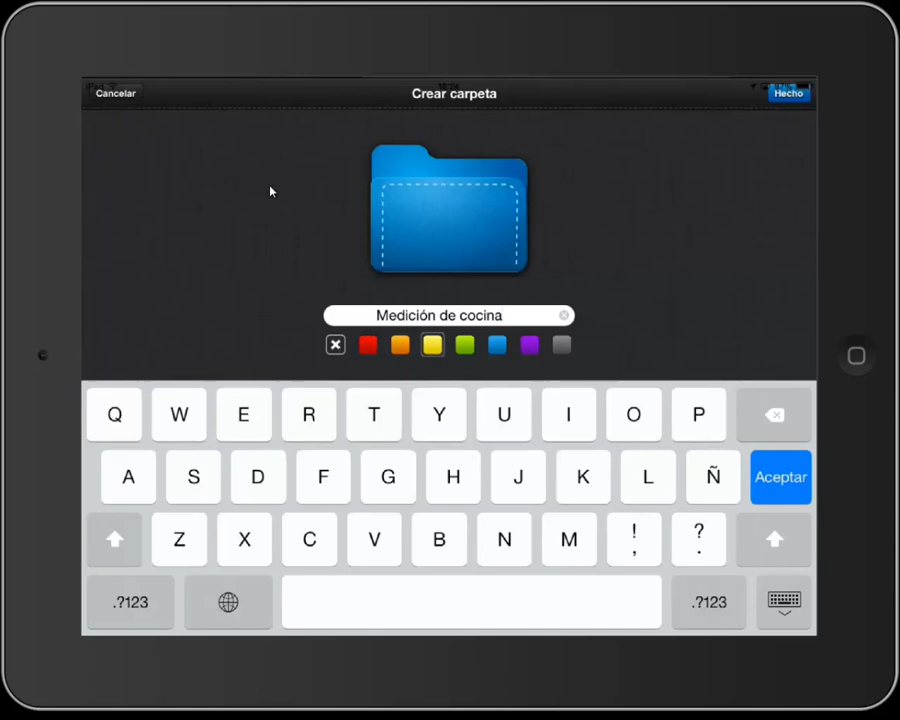 Cancelar
Crear carpeta
Hecho
Medición de cocina
Q W E R T Y U I O P
A S D F G H J K L Ñ Aceptar
Z X C V B N M ! , ? .
.?123
.?123